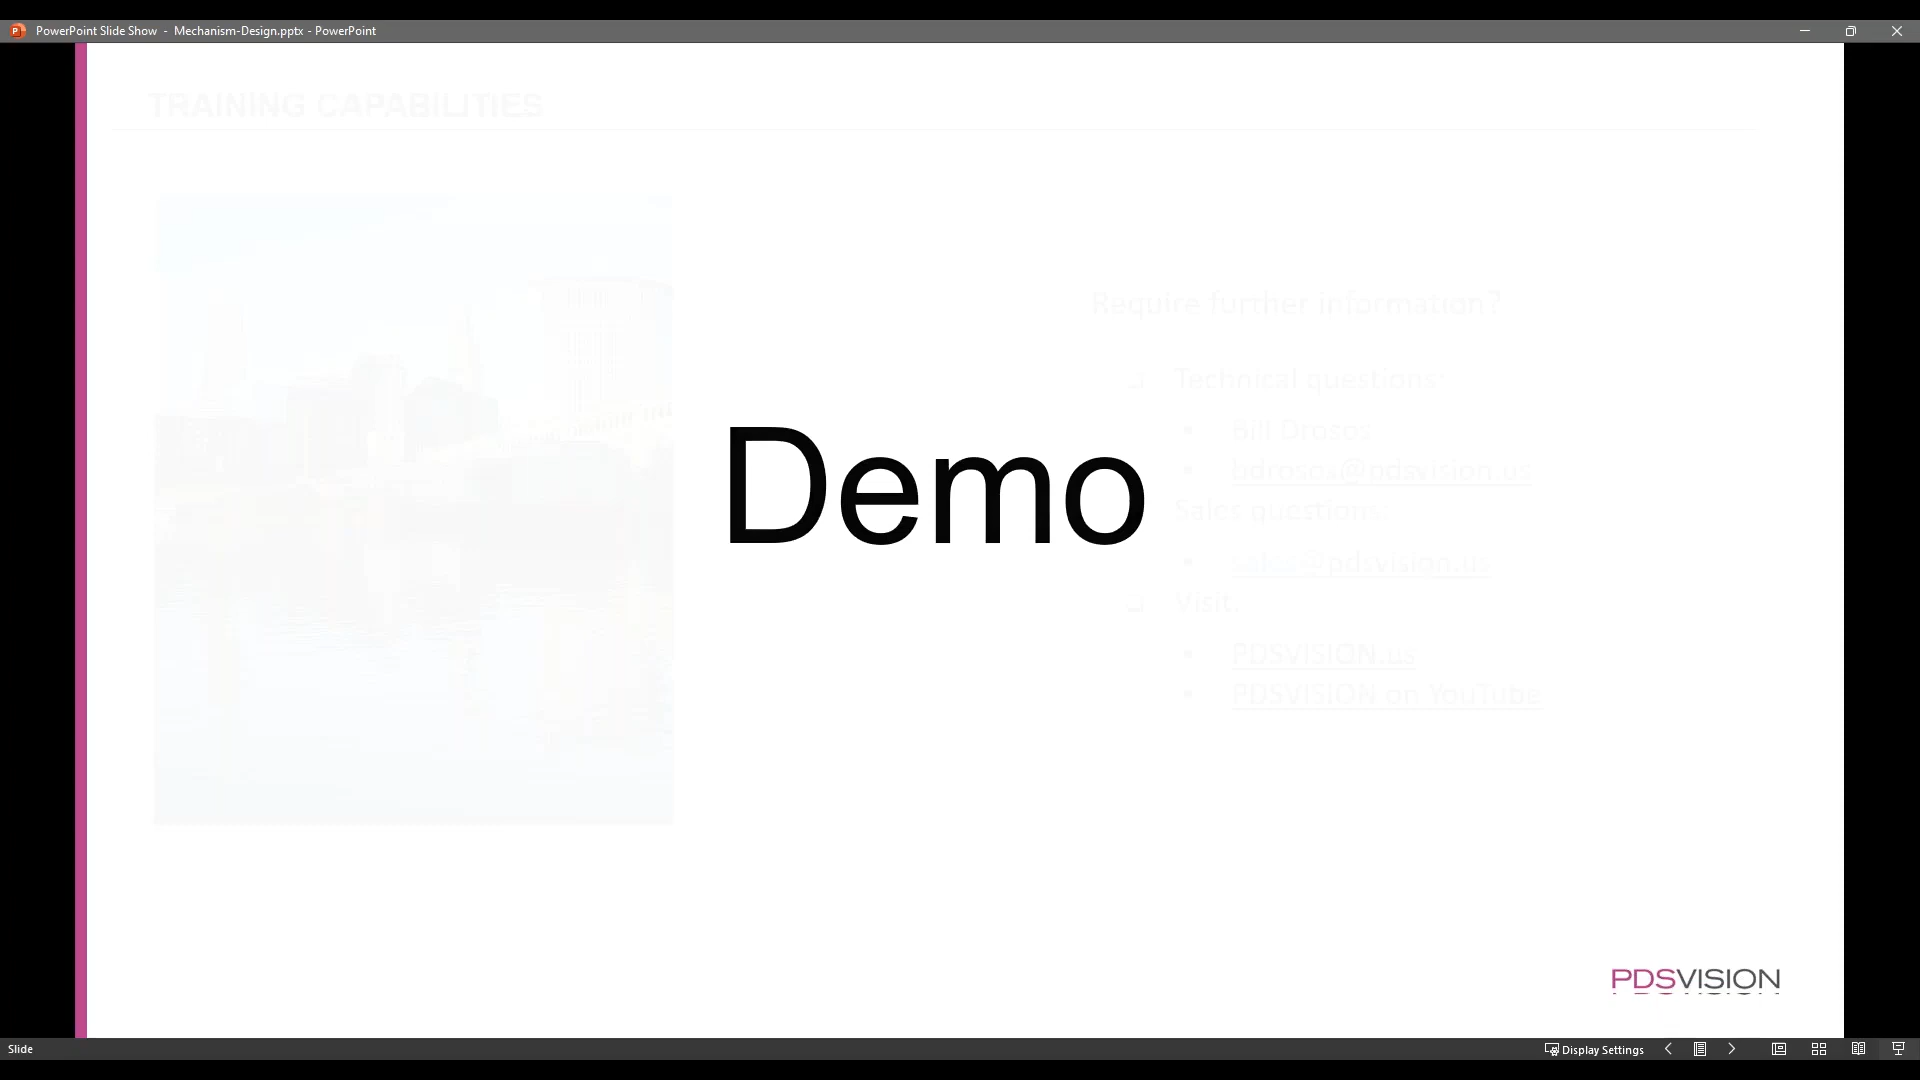 PowerPoint Slide Show - Mechanism-Design.pptx - PowerPoint
TRAINING CAPABILITIES
Require further information?
Technical questions:
Bill Drosos
bdrosos@pdsvision.us
Demo
Sales questions:
sales@pdsvision.us
Visit:
PDSVISION.us
PDSVISION on YouTube
PDSVISION
Slide
Display Settings